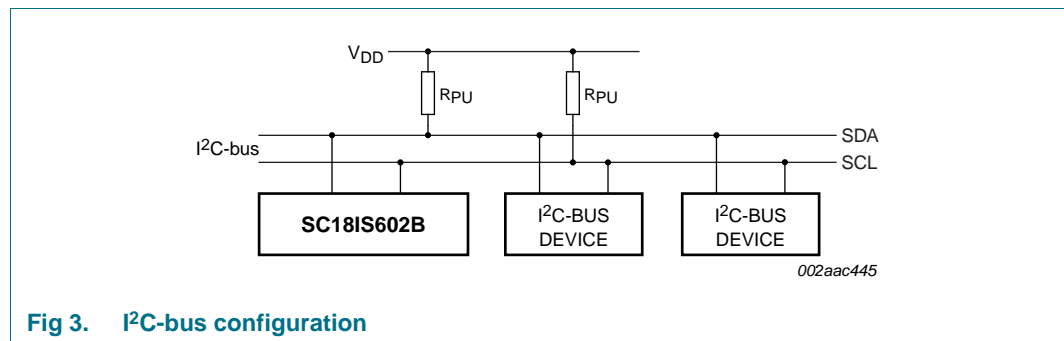 VDD
RPU RPU
I2C-bus
SDA
SCL
SC18IS602B
I2C-BUS
DEVICE
I2C-BUS
DEVICE
002aac445
Fig 3. I2C-bus configuration